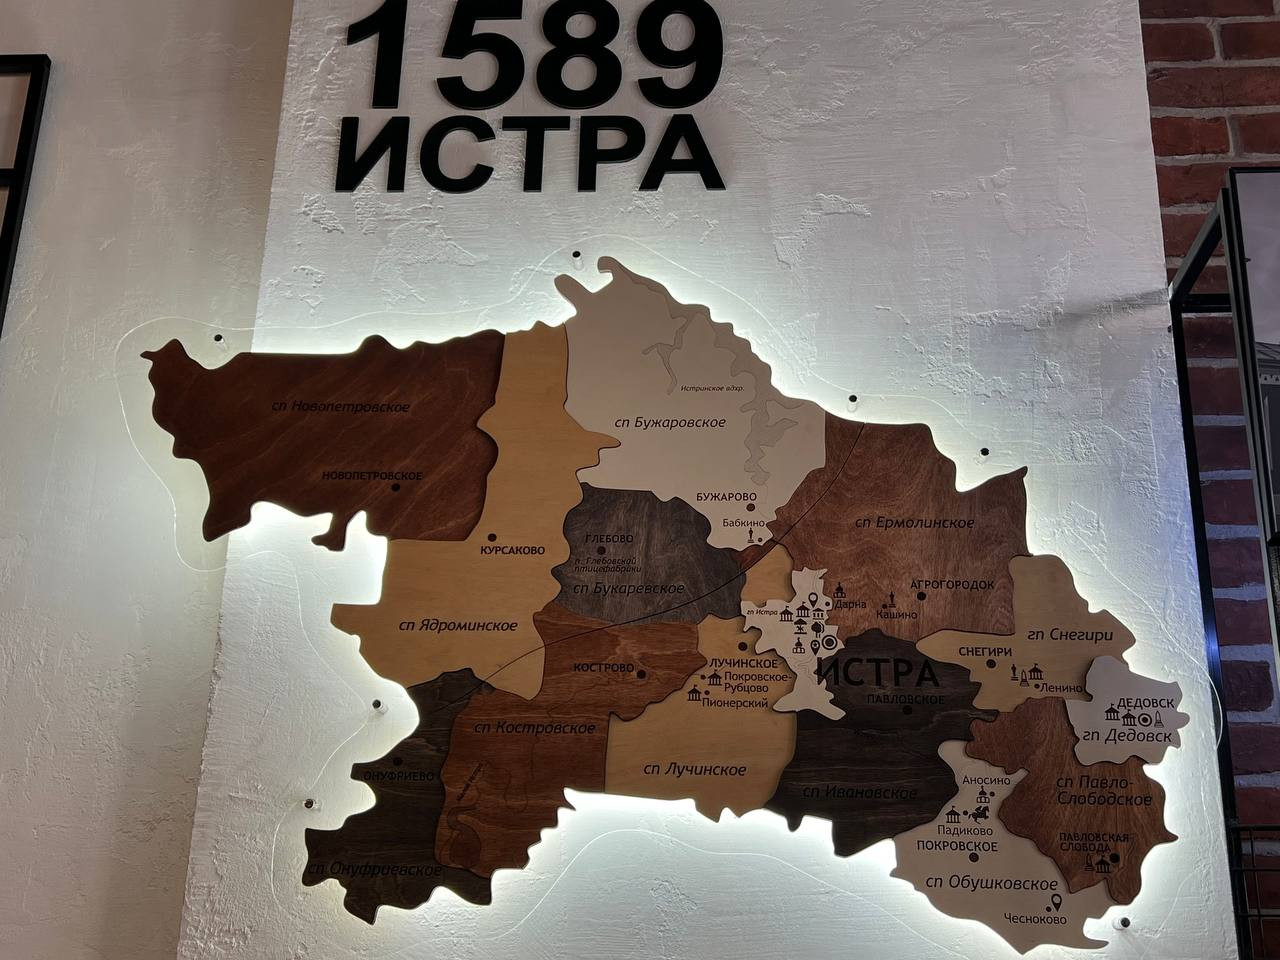 1589
ИСТРА
Истринское вдхр.
сп Новопетровское
сп Бужаровское
НОВОПЕТРОВСКОЕ
БУЖАРОВО
Бабкино
сп Ермолинское
КУРСАКОВО
ГЛЕБОВО
п Глебовской
птицефабрики
сп Букаревское
АГРОГОРОДОК
Дарна
Кашино
гп Истра
сп Ядроминское
гп Снегири
СНЕГИРИ
Ленино
КОСТРОВО
ЛУЧИНСКОЕ
Покровское-
Рубцово
Пионерский
ИСТРА
ПАВЛОВСКОЕ
ДЕДОВСК
гп Дедовск
сп Костровское
сп Лучинское
ОНУФРИЕВО
сп Ивановское
Аносино
сп Павло-
Слободское
Падиково
ПОКРОВСКОЕ
ПАВЛОВСКАЯ
СЛОБОДА
сп Онуфриевское
сп Обушковское
Чесноково